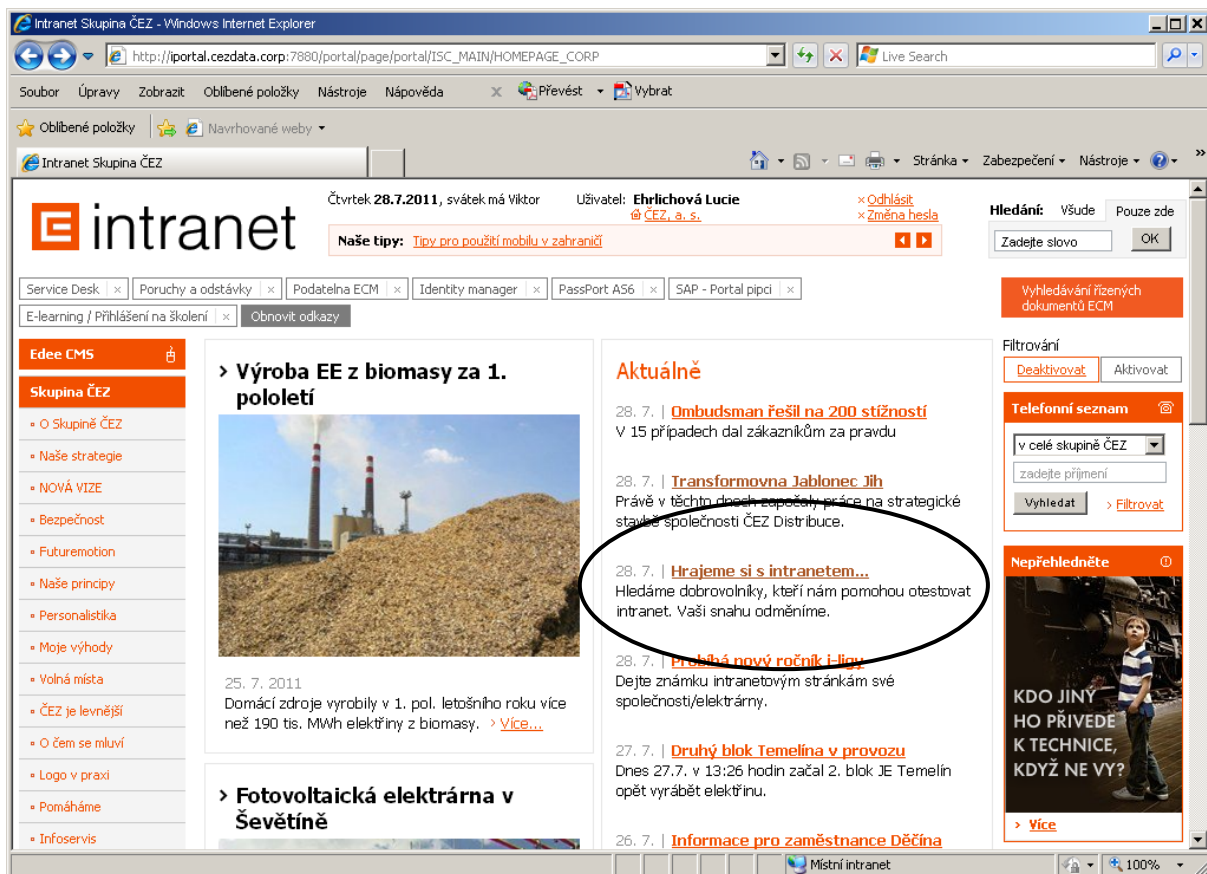 Intranet Skupina ČEZ - Windows Internet Explorer
http://iportal.cezdata.corp:7880/portal/page/portal/ISC_MAIN/HOMEPAGE_CORP
Live Search
Soubor Úpravy Zobrazit Oblíbené položky Nástroje Nápověda x Převést Vybrat
Oblíbené položky Navrhované weby
Intranet Skupina ČEZ
Stránka Zabezpečení Nástroje »
E intranet
Čtvrtek 28.7.2011, svátek má Viktor
Uživatel: Ehrlichová Lucie
ČEZ, a. s.
× Odhlásit
× Změna hesla
Naše tipy: Tipy pro použití mobilu v zahraničí
Hledání: Všude Pouze zde
Zadejte slovo OK
Service Desk × Poruchy a odstávky × Podatelna ECM × Identity manager × PassPort AS6 × SAP - Portal pipci ×
E-learning / Přihlášení na školení × Obnovit odkazy
Vyhledávání řízených
dokumentů ECM
Edee CMS
Skupina ČEZ
O Skupině ČEZ
Naše strategie
NOVÁ VIZE
Bezpečnost
Futuremotion
Naše principy
Personalistika
Moje výhody
Volná místa
ČEZ je levnější
O čem se mluví
Logo v praxi
Pomáháme
Infoservis
› Výroba EE z biomasy za 1.
pololetí
25. 7. 2011
Domácí zdroje vyrobily v 1. pol. letošního roku více
než 190 tis. MWh elektřiny z biomasy. › Více...
› Fotovoltaická elektrárna v
Ševětíně
Aktuálně
28. 7. | Ombudsman řešil na 200 stížností
V 15 případech dal zákazníkům za pravdu
28. 7. | Transformovna Jablonec Jih
Právě v těchto dnech započaly práce na strategické
stavbě společnosti ČEZ Distribuce.
28. 7. | Hrajeme si s intranetem...
Hledáme dobrovolníky, kteří nám pomohou otestovat
intranet. Vaši snahu odměníme.
28. 7. | Probíhá nový ročník i-ligy
Dejte známku intranetovým stránkám své
společnosti/elektrárny.
27. 7. | Druhý blok Temelína v provozu
Dnes 27.7. v 13:26 hodin začal 2. blok JE Temelín
opět vyrábět elektřinu.
26. 7. | Informace pro zaměstnance Děčína
Filtrování
Deaktivovat Aktivovat
Telefonní seznam
v celé skupině ČEZ
zadejte příjmení
Vyhledat › Filtrovat
Nepřehlédněte
KDO JINÝ
HO PŘIVEDE
K TECHNICE,
KDYŽ NE VY?
› Více
Místní intranet
100%